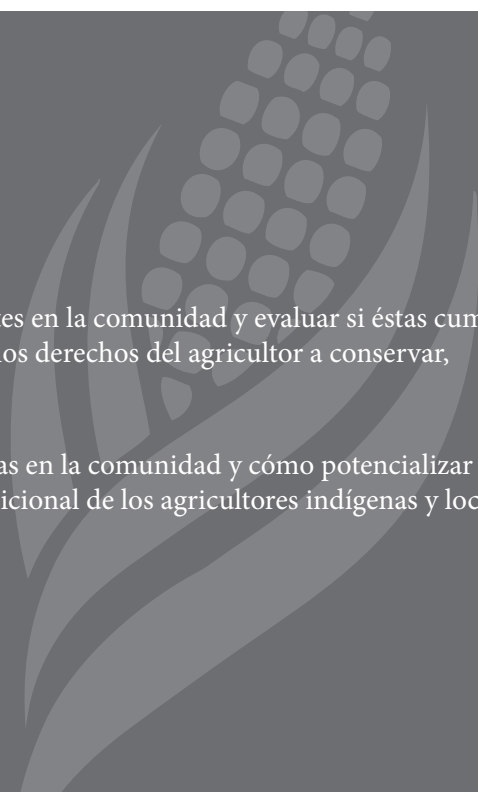 es en la comunidad y evaluar si éstas cum
los derechos del agricultor a conservar,
as en la comunidad y cómo potencializar
icional de los agricultores indígenas y loc